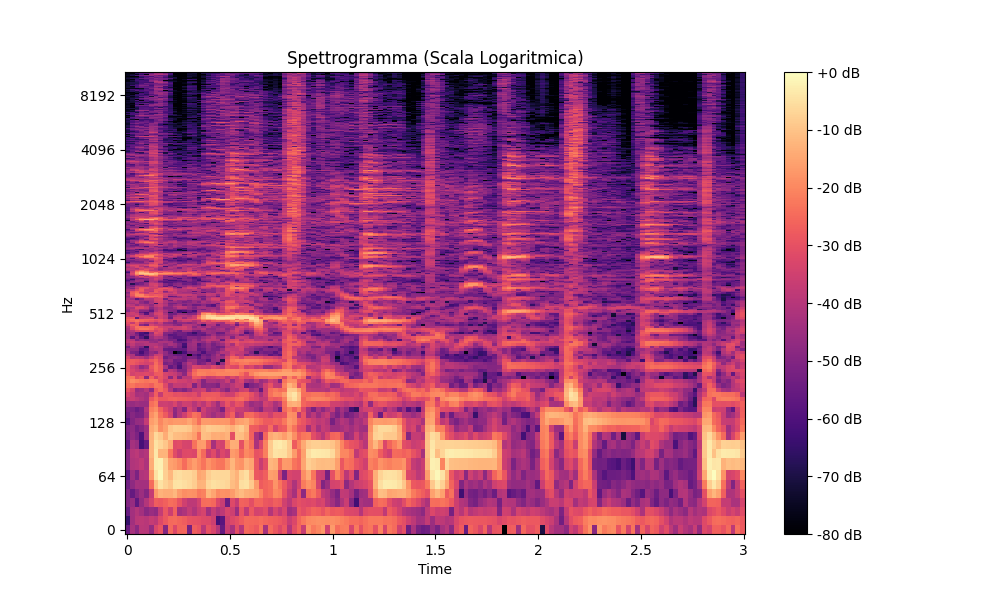 Spettrogramma (Scala Logaritmica)
Hz
8192
4096
2048
1024
512
256
128
64
0
0
0.5
1
1.5
2
2.5
3
Time
+0 dB
-10 dB
-20 dB
-30 dB
-40 dB
-50 dB
-60 dB
-70 dB
-80 dB